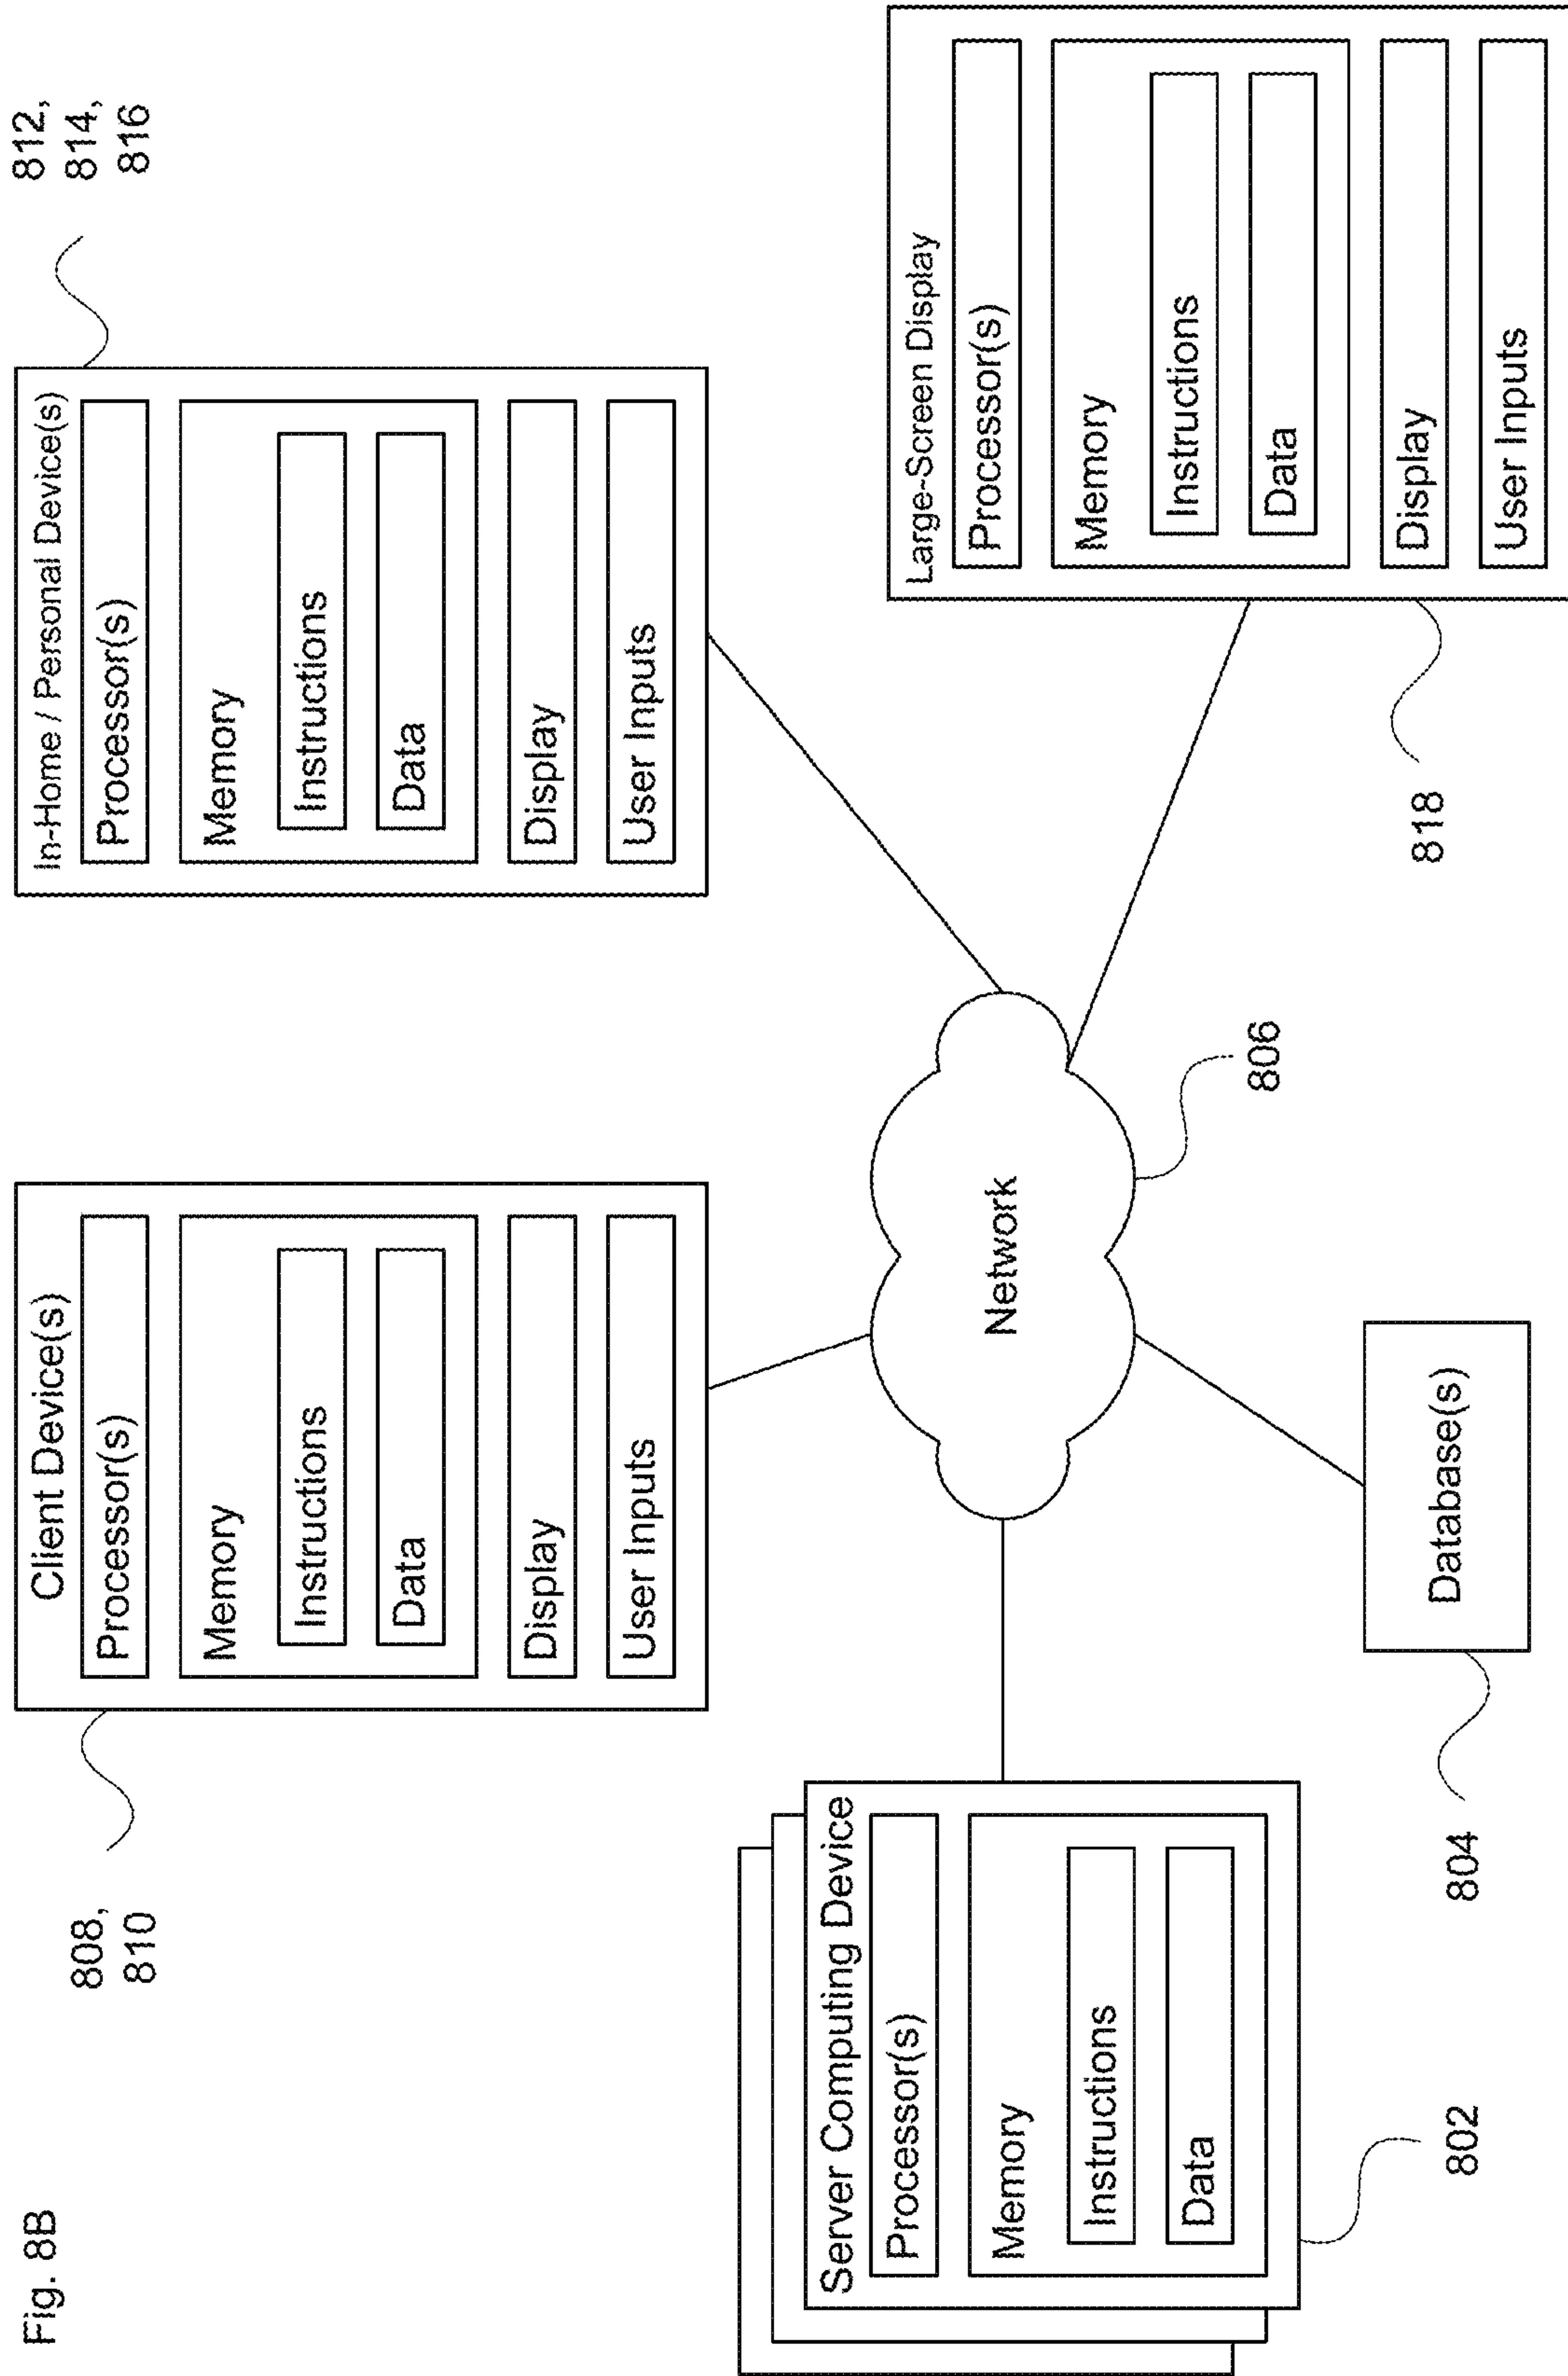 Fig. 8B
808,
810
Client Device(s)
Processor(s)
Memory
Instructions
Data
Display
User Inputs
812,
814,
816
In-Home / Personal Device(s)
Processor(s)
Memory
Instructions
Data
Display
User Inputs
Server Computing Device
Processor(s)
Memory
Instructions
Data
802
Network
806
Database(s)
804
Large-Screen Display
Processor(s)
Memory
Instructions
Data
Display
User Inputs
818